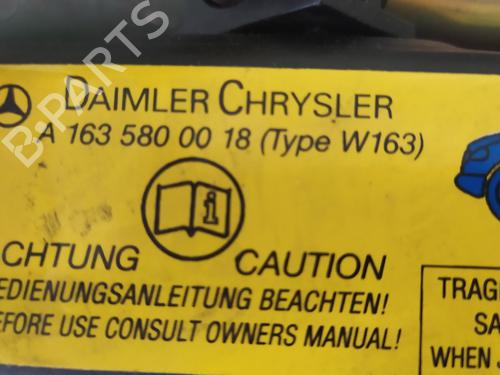 DAIMLER CHRYSLER
A 163 580 00 18 (Type W163)
i
CHTUNG CAUTION
EDIENUNGSANLEITUNG BEACHTEN!
EFORE USE CONSULT OWNERS MANUAL!
TRAG
SA
WHEN
B-PARTS